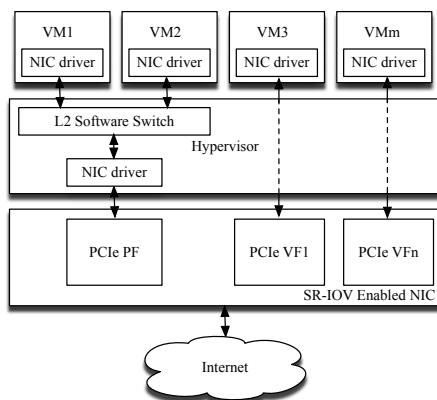 VM1
VM2
VM3
VMm
NIC driver
NIC driver
NIC driver
NIC driver
L2 Software Switch
Hypervisor
NIC driver
PCIe PF
PCIe VF1
PCIe VFn
SR-IOV Enabled NIC
Internet